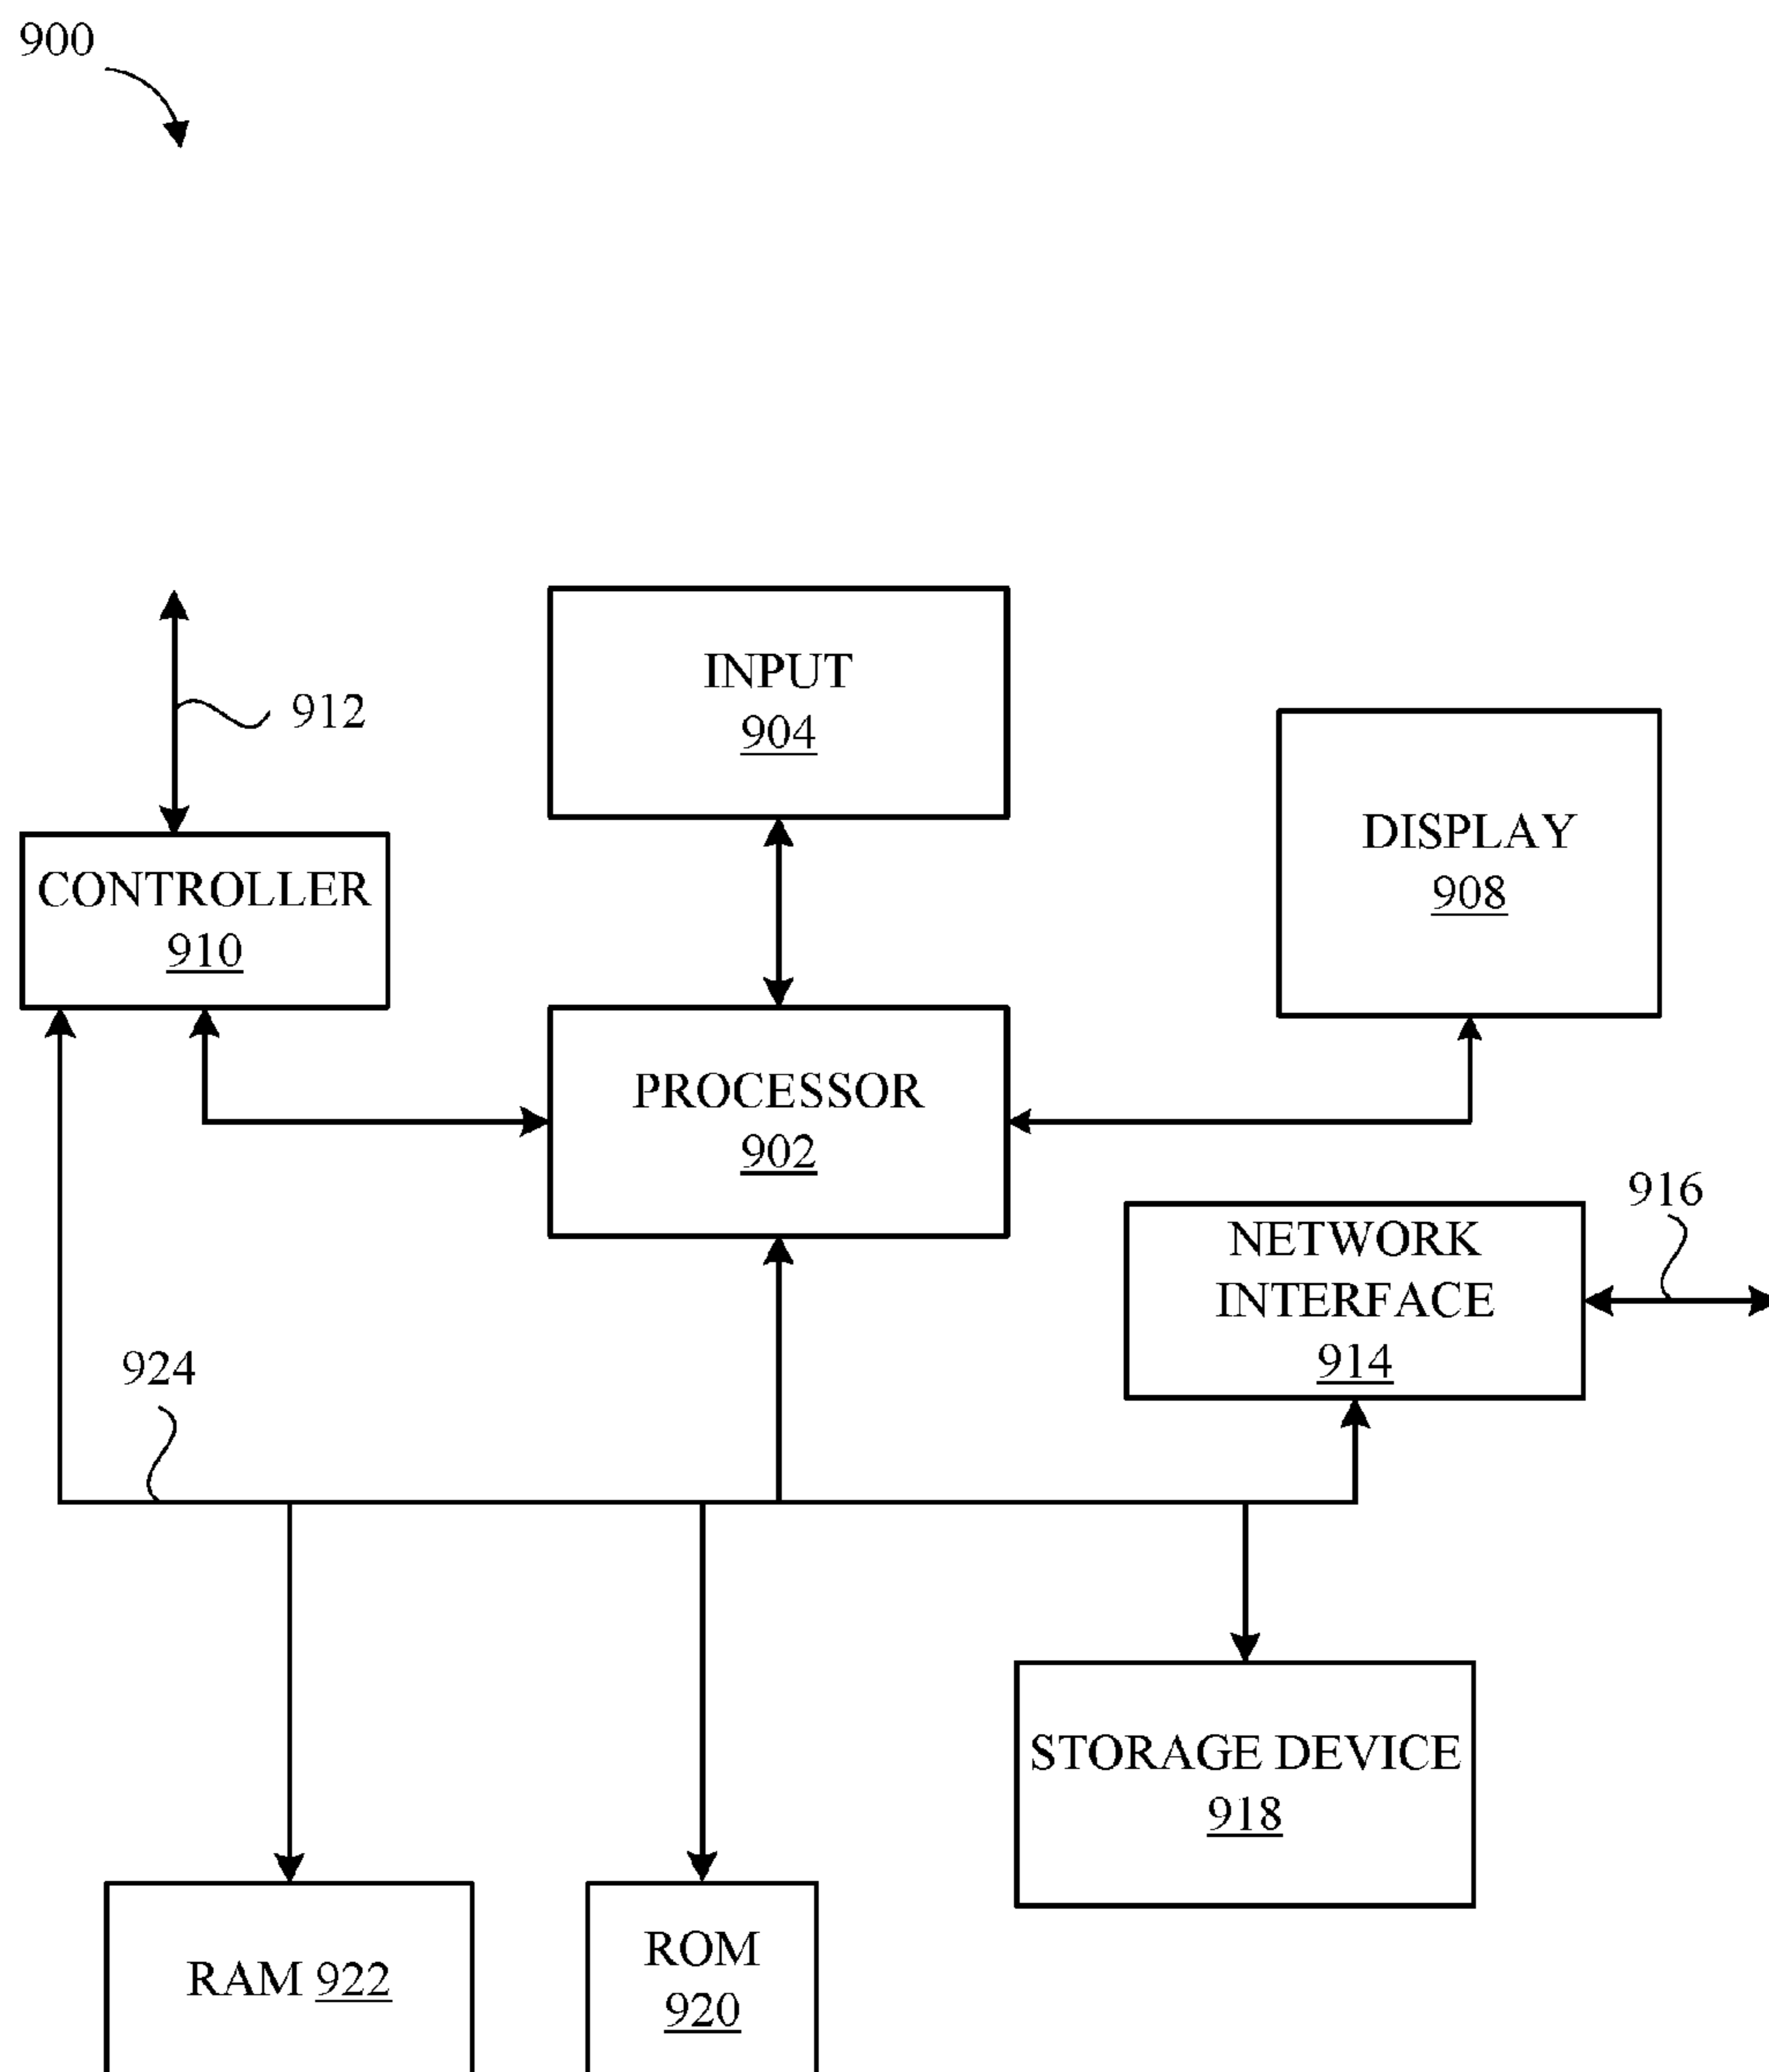 900
INPUT
904
912
DISPLAY
908
CONTROLLER
910
PROCESSOR
902
916
NETWORK
INTERFACE
914
924
STORAGE DEVICE
918
RAM 922
ROM
920